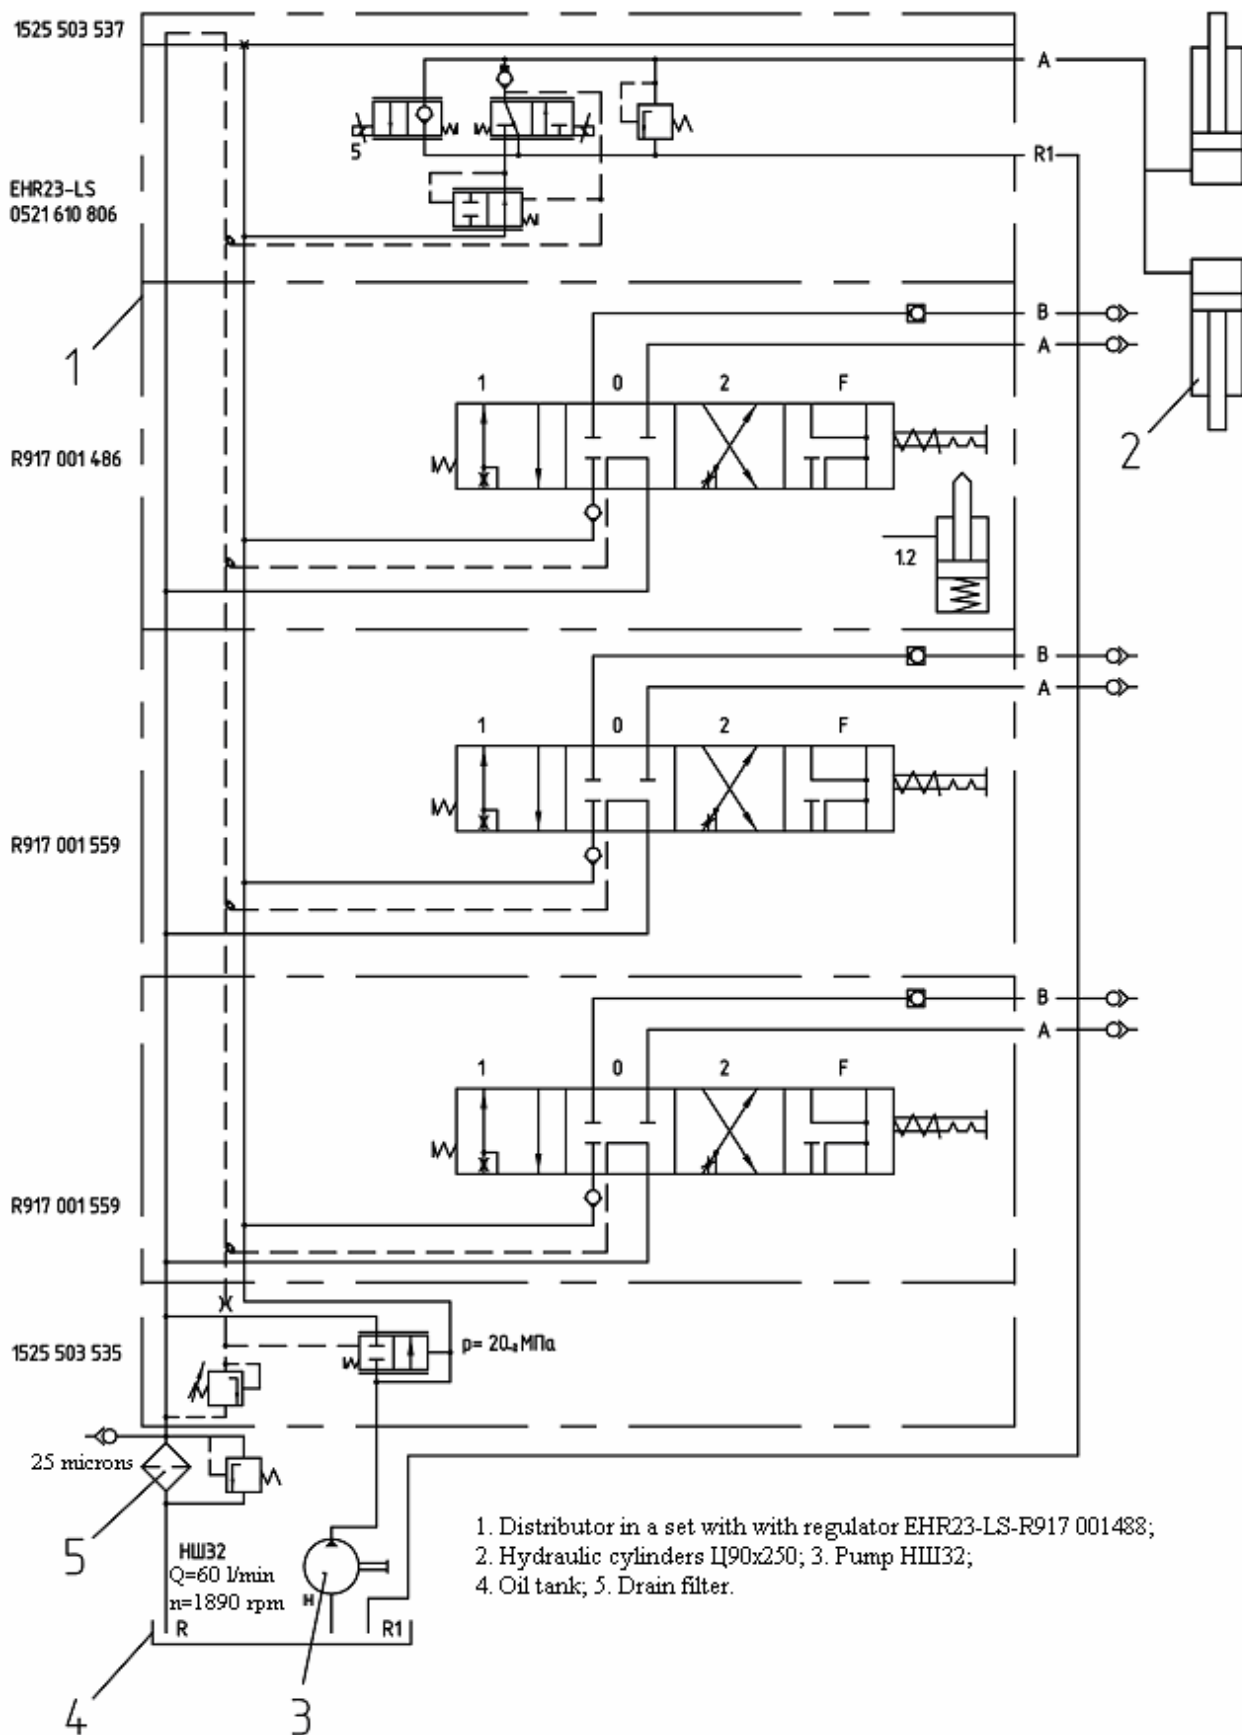 1525 503 537
A
5
R1
EHR23-LS
0521 610 806
B
1
A
1 0 2 F
2
R917 001 486
1.2
B
A
1 0 2 F
R917 001 559
B
A
1 0 2 F
R917 001 559
1525 503 535
25 microns
5
НШ32
Q=60 l/min
n=1890 rpm
н
1. Distributor in a set with with regulator EHR23-LS-R917 001488;
2. Hydraulic cylinders Ц90x250; 3. Pump НШ32;
4. Oil tank; 5. Drain filter.
R
R1
4
3